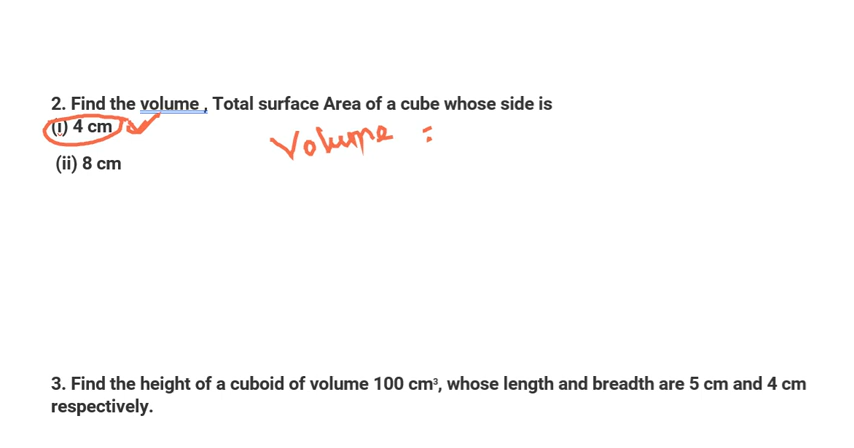 2. Find the volume , Total surface Area of a cube whose side is
(i) 4 cm
Volume :
(ii) 8 cm
3. Find the height of a cuboid of volume 100 cm³, whose length and breadth are 5 cm and 4 cm
respectively.